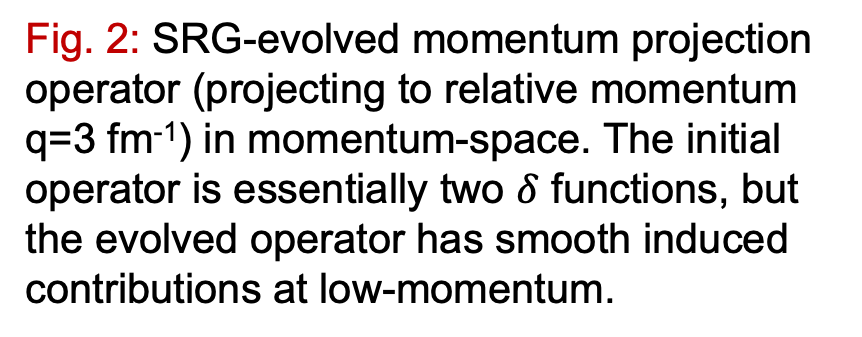 Fig. 2: SRG-evolved momentum projection
operator (projecting to relative momentum
q=3 fm⁻¹) in momentum-space. The initial
operator is essentially two δ functions, but
the evolved operator has smooth induced
contributions at low-momentum.